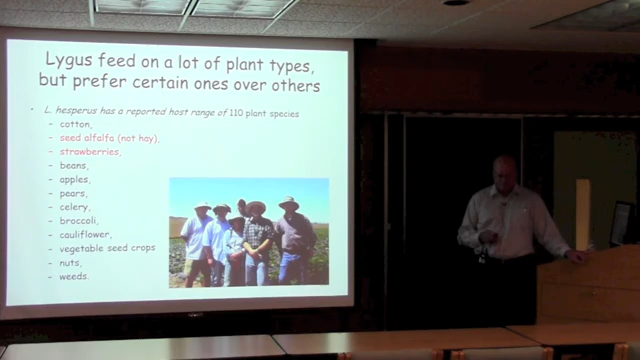 Lygus feed on a lot of plant types,
but prefer certain ones over others
• L. hesperus has a reported host range of 110 plant species
– cotton,
– seed alfalfa (not hay),
– strawberries,
– beans,
– apples,
– pears,
– celery,
– broccoli,
– cauliflower,
– vegetable seed crops
– nuts,
– weeds.